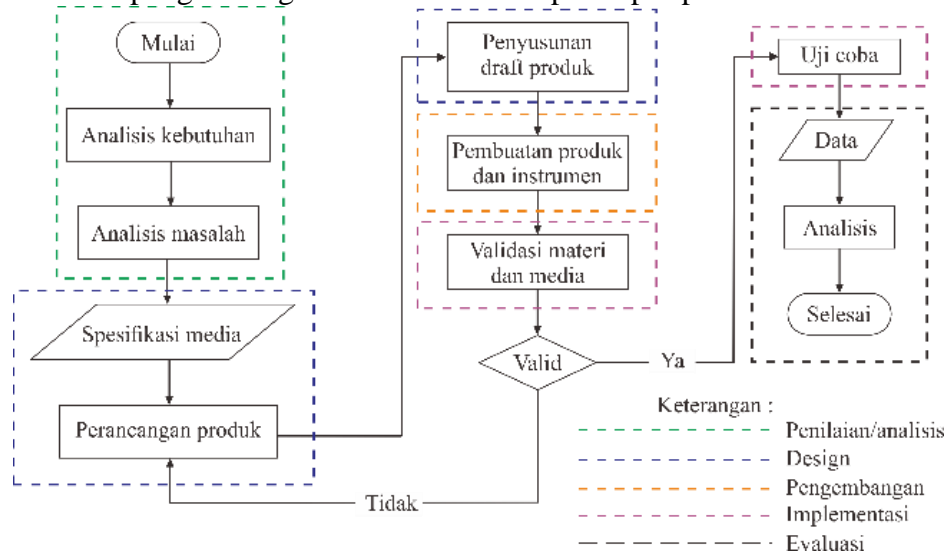 Mulai
Analisis kebutuhan
Analisis masalah
Spesifikasi media
Perancangan produk
Penyusunan
draft produk
Pembuatan produk
dan instrumen
Validasi materi
dan media
Valid
Ya
Tidak
Uji coba
Data
Analisis
Selesai
Keterangan :
Penilaian/analisis
Design
Pengembangan
Implementasi
Evaluasi